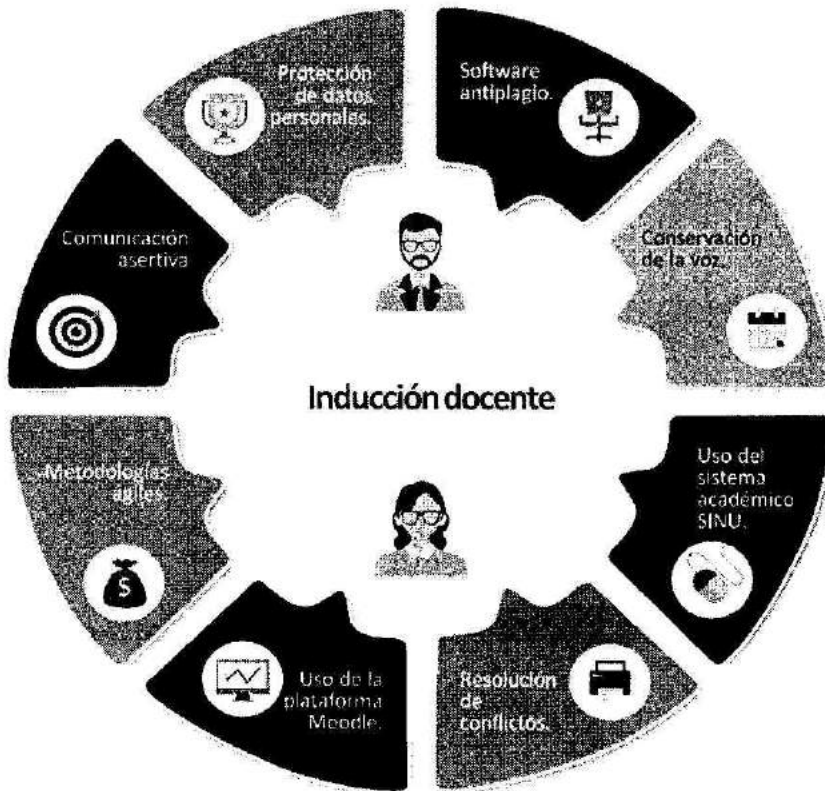 Protección
de datos
personales.
Software
antiplagio.
Conservación
de la voz.
Uso del
sistema
académico
SINU.
Resolución
de
conflictos.
Uso de la
plataforma
Moodle.
Metodologías
agiles.
Comunicación
asertiva
Inducción docente
$